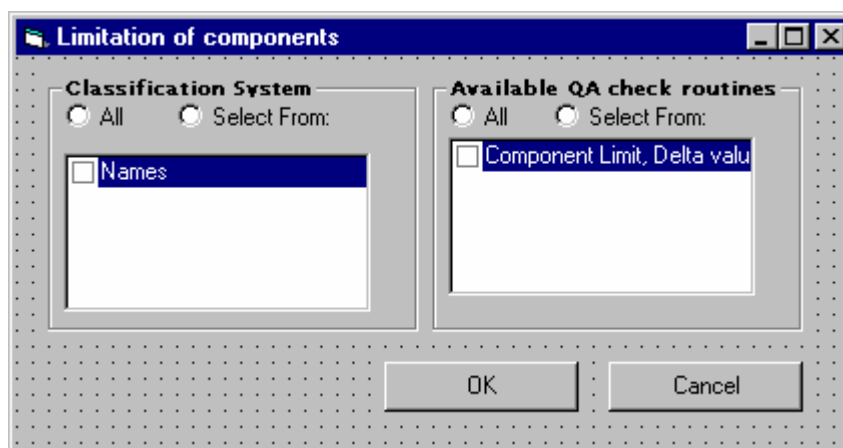 Limitation of components
Classification System
All
Select From:
Names
Available QA check routines
All
Select From:
Component Limit, Delta valu
OK
Cancel